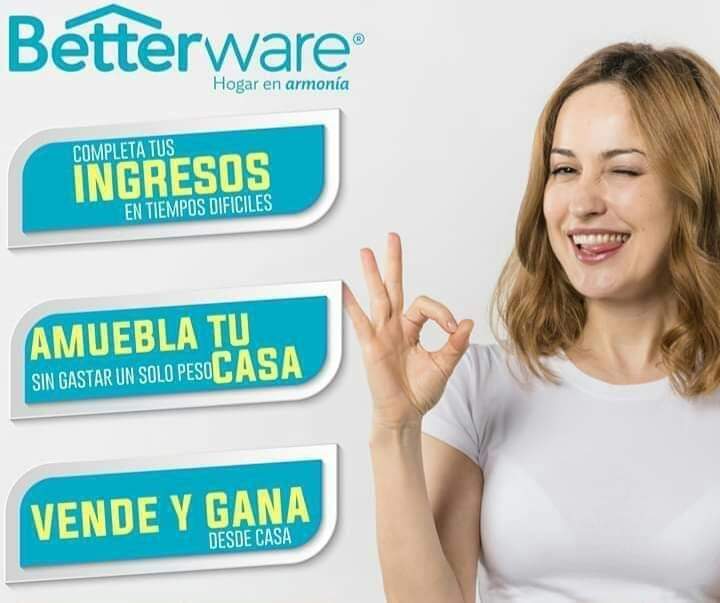 Betterware®
Hogar en armonía
COMPLETA TUS
INGRESOS
EN TIEMPOS DIFICILES
AMUEBLA TU
SIN GASTAR UN SOLO PESO CASA
VENDE Y GANA
DESDE CASA